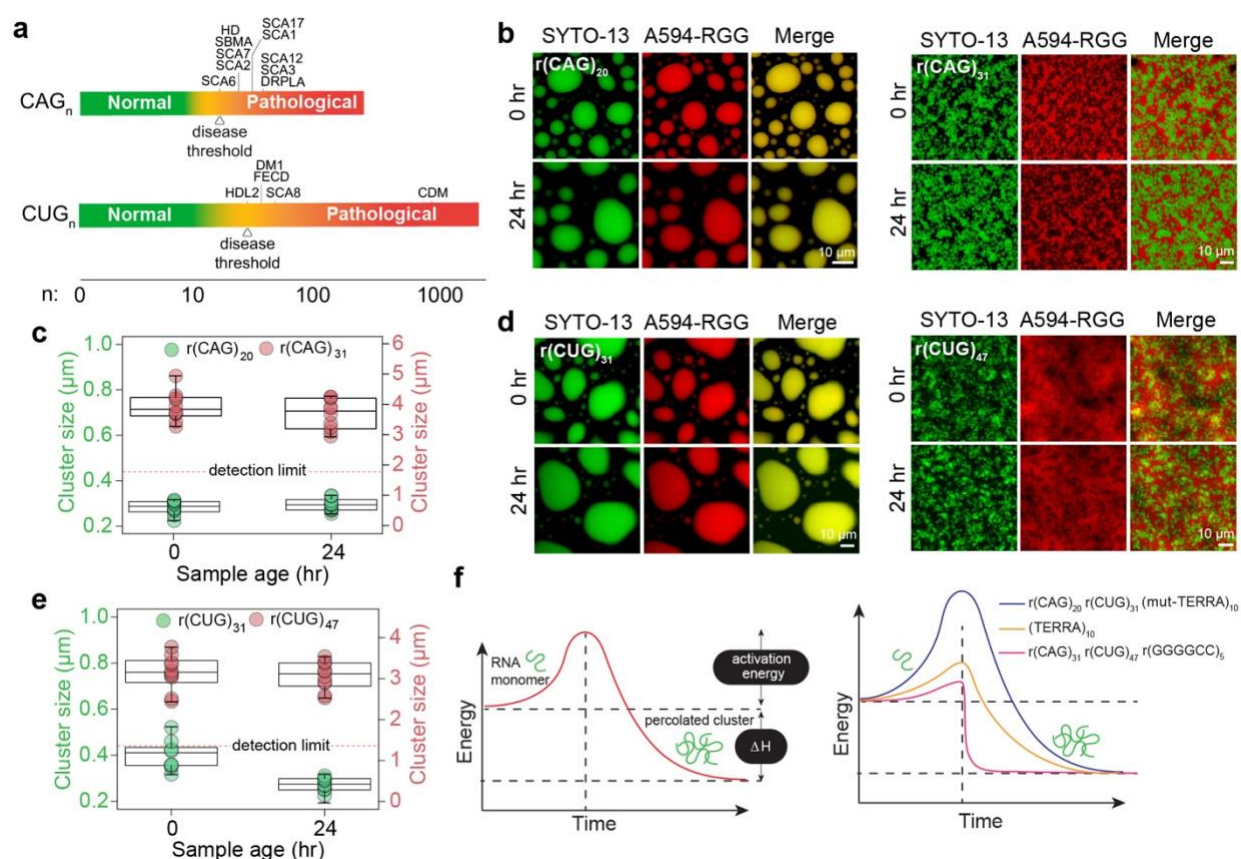 a
HD
SBMA
SCA7
SCA2
SCA17
SCA1
SCA6
SCA12
SCA3
DRPLA
CAGn
Normal
Pathological
disease
threshold
DM1
FECD
HDL2
SCA8
CDM
CUGn
Normal
Pathological
disease
threshold
n: 0 10 100 1000
b
SYTO-13 A594-RGG Merge
r(CAG)20
0 hr
24 hr
10 µm
SYTO-13 A594-RGG Merge
r(CAG)31
0 hr
24 hr
10 µm
c
r(CAG)20 r(CAG)31
Cluster size (µm)
1.0
0.8
0.6
0.4
0.2
detection limit
6
5
4
3
2
1
0
Cluster size (µm)
0 24
Sample age (hr)
d
SYTO-13 A594-RGG Merge
r(CUG)31
0 hr
24 hr
10 µm
SYTO-13 A594-RGG Merge
r(CUG)47
0 hr
24 hr
10 µm
e
r(CUG)31 r(CUG)47
Cluster size (µm)
1.0
0.8
0.6
0.4
0.2
detection limit
4
3
2
1
0
Cluster size (µm)
0 24
Sample age (hr)
f
Energy
RNA
monomer
activation
energy
percolated cluster
ΔH
Time
Energy
r(CAG)20 r(CUG)31 (mut-TERRA)10
(TERRA)10
r(CAG)31 r(CUG)47 r(GGGGCC)5
Time